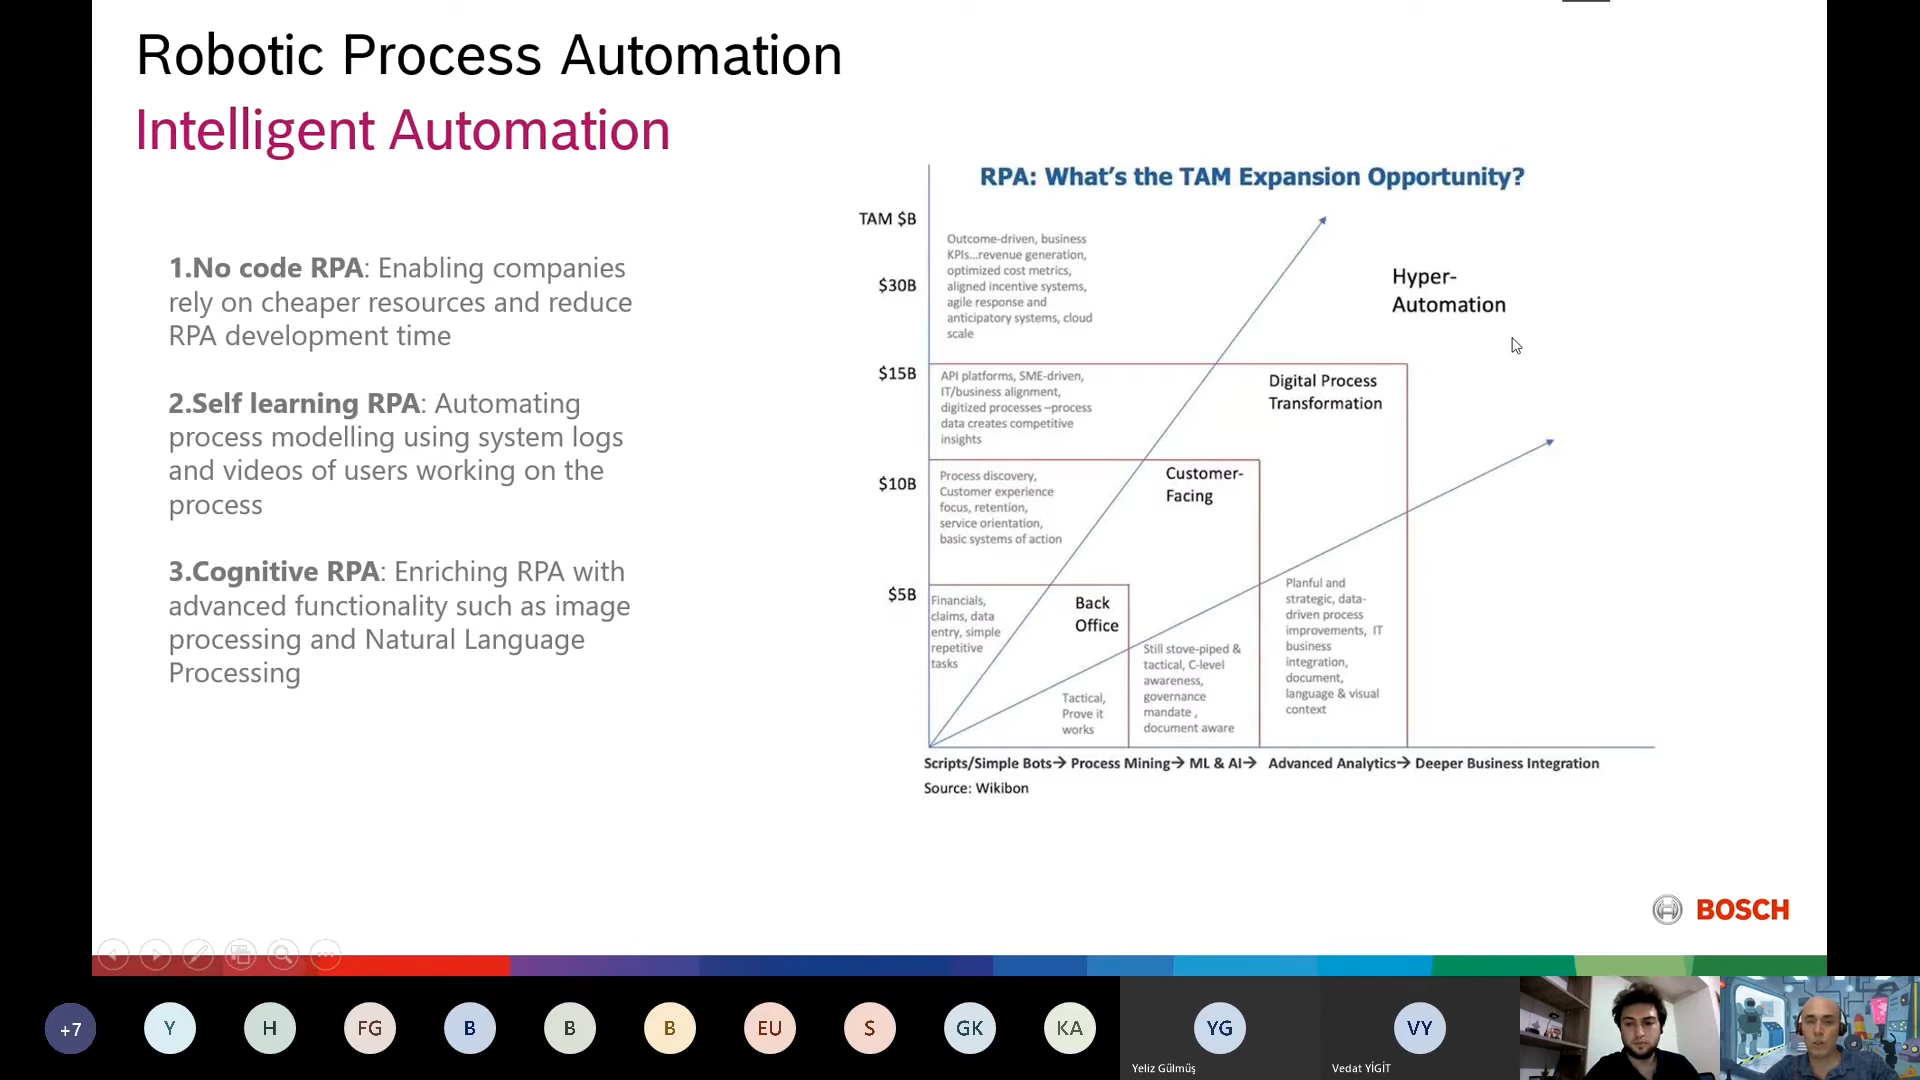 Robotic Process Automation
Intelligent Automation
1.No code RPA: Enabling companies
rely on cheaper resources and reduce
RPA development time
2.Self learning RPA: Automating
process modelling using system logs
and videos of users working on the
process
3.Cognitive RPA: Enriching RPA with
advanced functionality such as image
processing and Natural Language
Processing
RPA: What's the TAM Expansion Opportunity?
TAM $B
$30B
$15B
$10B
$5B
Outcome-driven, business
KPIs...revenue generation,
optimized cost metrics,
aligned incentive systems,
agile response and
anticipatory systems, cloud
scale
Hyper-
Automation
API platforms, SME-driven,
IT/business alignment,
digitized processes –process
data creates competitive
insights
Digital Process
Transformation
Process discovery,
Customer experience
focus, retention,
service orientation,
basic systems of action
Customer-
Facing
Financials,
claims, data
entry, simple
repetitive
tasks
Back
Office
Tactical,
Prove it
works
Still stove-piped &
tactical, C-level
awareness,
governance
mandate ,
document aware
Planful and
strategic, data-
driven process
improvements, IT
business
integration,
document,
language & visual
context
Scripts/Simple Bots→ Process Mining→ ML & AI→ Advanced Analytics→ Deeper Business Integration
Source: Wikibon
BOSCH
+7
Y
H
FG
B
B
B
EU
S
GK
KA
YG
VY
Yeliz Gülmüş
Vedat YİGİT